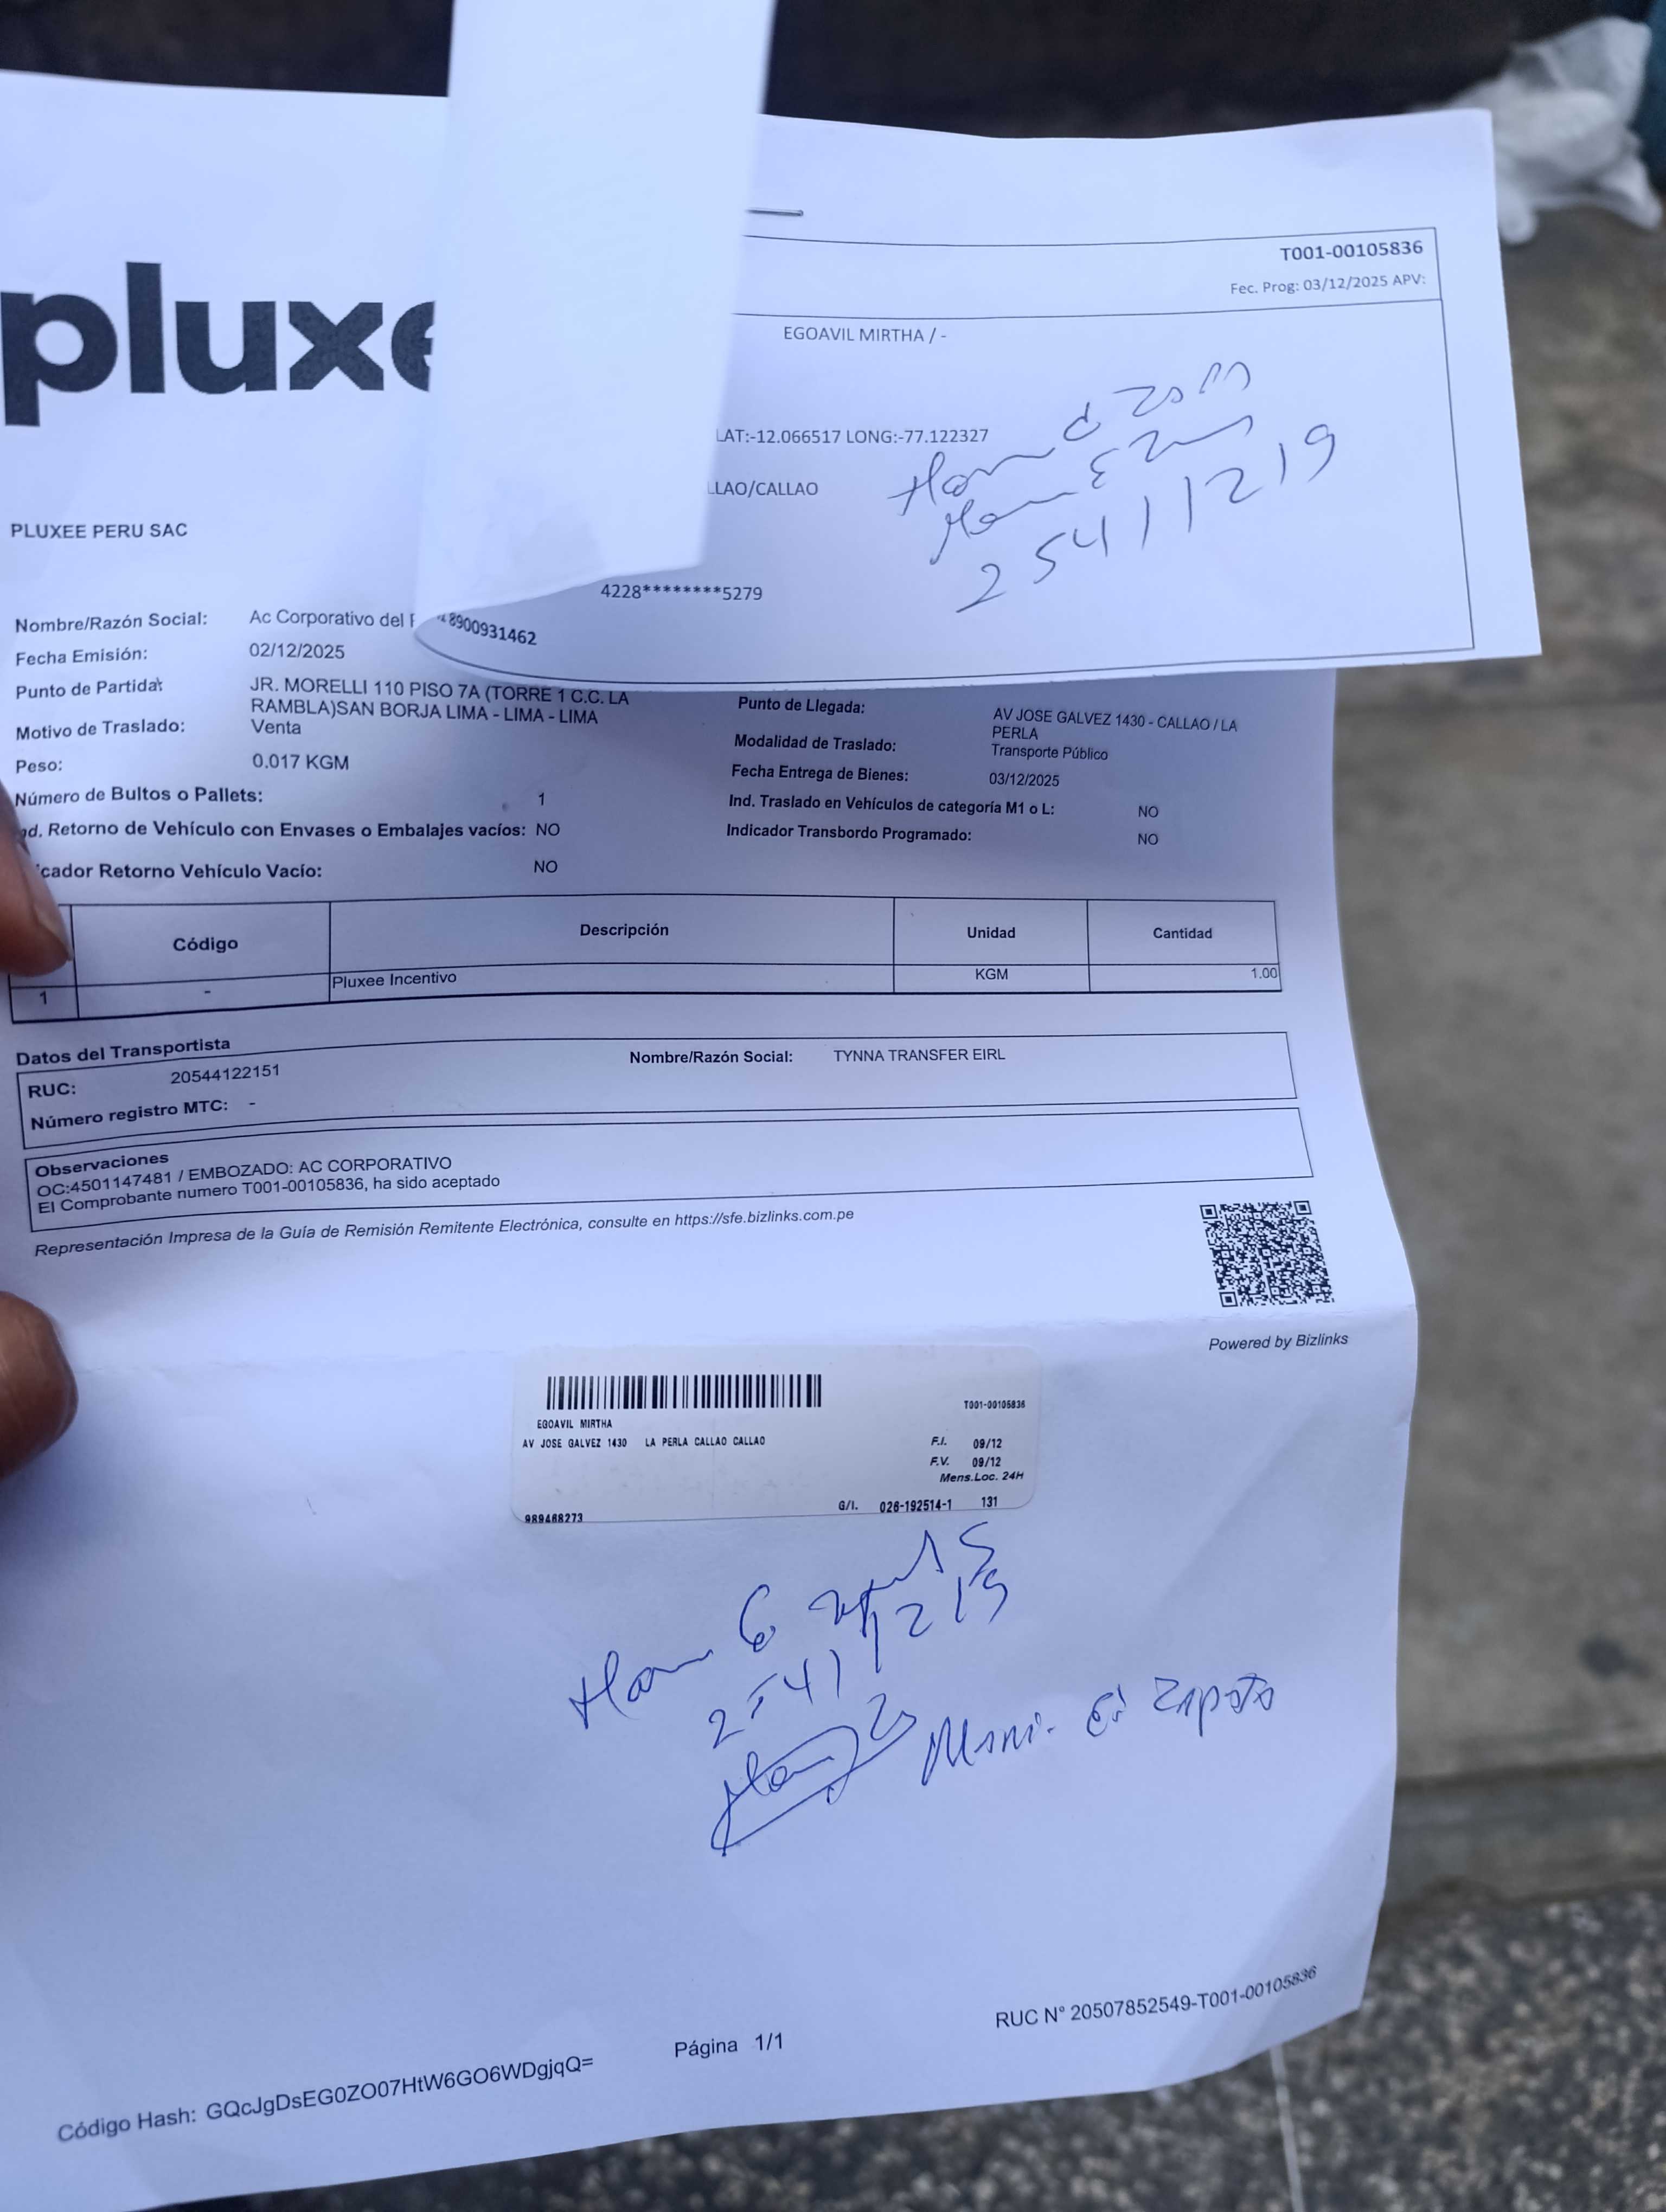 pluxe
T001-00105836
Fec. Prog: 03/12/2025 APV:
EGOAVIL MIRTHA / -
LAT:-12.066517 LONG:-77.122327
LLAO/CALLAO
25411219
4228********5279
8900931462
PLUXEE PERU SAC
Nombre/Razón Social: Ac Corporativo del
Fecha Emisión: 02/12/2025
Punto de Partida: JR. MORELLI 110 PISO 7A (TORRE 1 C.C. LA
RAMBLA)SAN BORJA LIMA - LIMA - LIMA
Motivo de Traslado: Venta
Peso: 0.017 KGM
Número de Bultos o Pallets: 1
nd. Retorno de Vehículo con Envases o Embalajes vacíos: NO
cador Retorno Vehículo Vacío: NO
Punto de Llegada: AV JOSE GALVEZ 1430 - CALLAO / LA
PERLA
Modalidad de Traslado: Transporte Público
Fecha Entrega de Bienes: 03/12/2025
Ind. Traslado en Vehículos de categoría M1 o L: NO
Indicador Transbordo Programado: NO
Código Descripción Unidad Cantidad
1 - Pluxee Incentivo KGM 1.00
Datos del Transportista
RUC: 20544122151 Nombre/Razón Social: TYNNA TRANSFER EIRL
Número registro MTC: -
Observaciones
OC:4501147481 / EMBOZADO: AC CORPORATIVO
El Comprobante numero T001-00105836, ha sido aceptado
Representación Impresa de la Guía de Remisión Remitente Electrónica, consulte en https://sfe.bizlinks.com.pe
Powered by Bizlinks
T001-00105836
EGOAVIL MIRTHA
AV JOSE GALVEZ 1430 LA PERLA CALLAO CALLAO
F.I. 09/12
F.V. 09/12
Mens.Loc. 24H
G/I. 026-192514-1 131
989468273
25411219
Zapata
RUC N° 20507852549-T001-00105836
Página 1/1
Código Hash: GQcJgDsEG0ZO07HtW6GO6WDgjqQ=